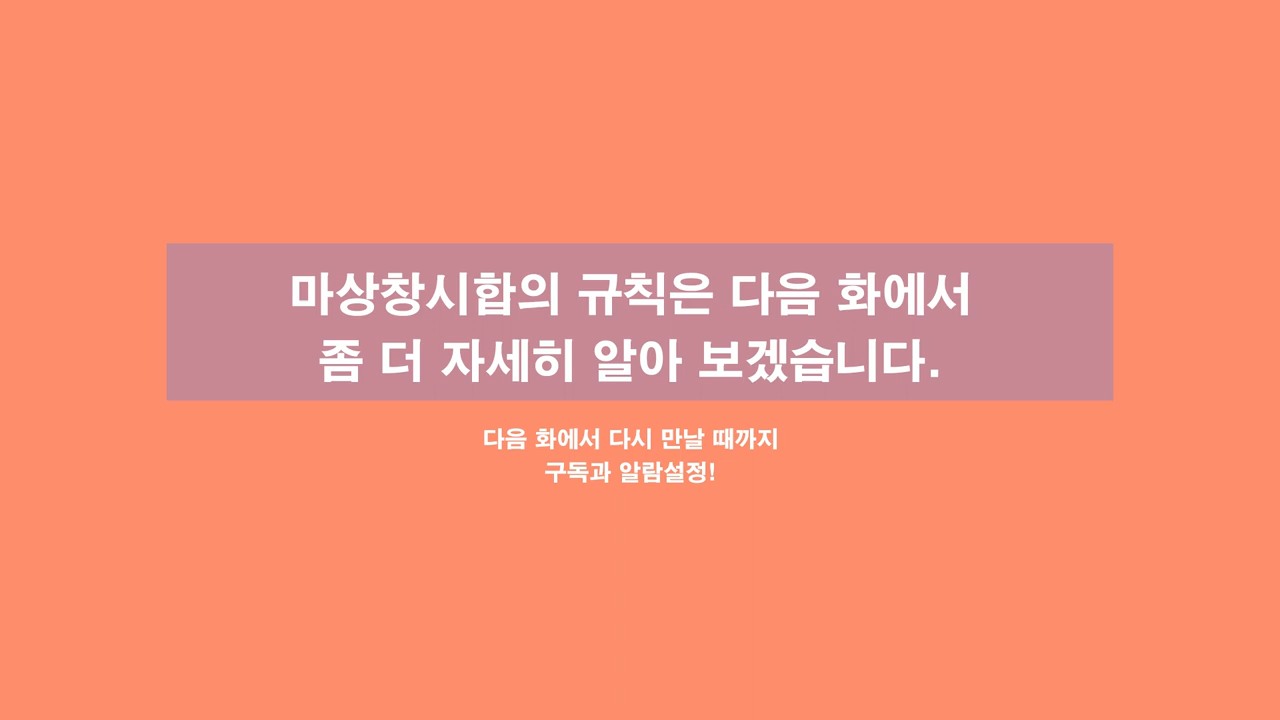 마상창시합의 규칙은 다음 화에서
좀 더 자세히 알아 보겠습니다.
다음 화에서 다시 만날 때까지
구독과 알람설정!